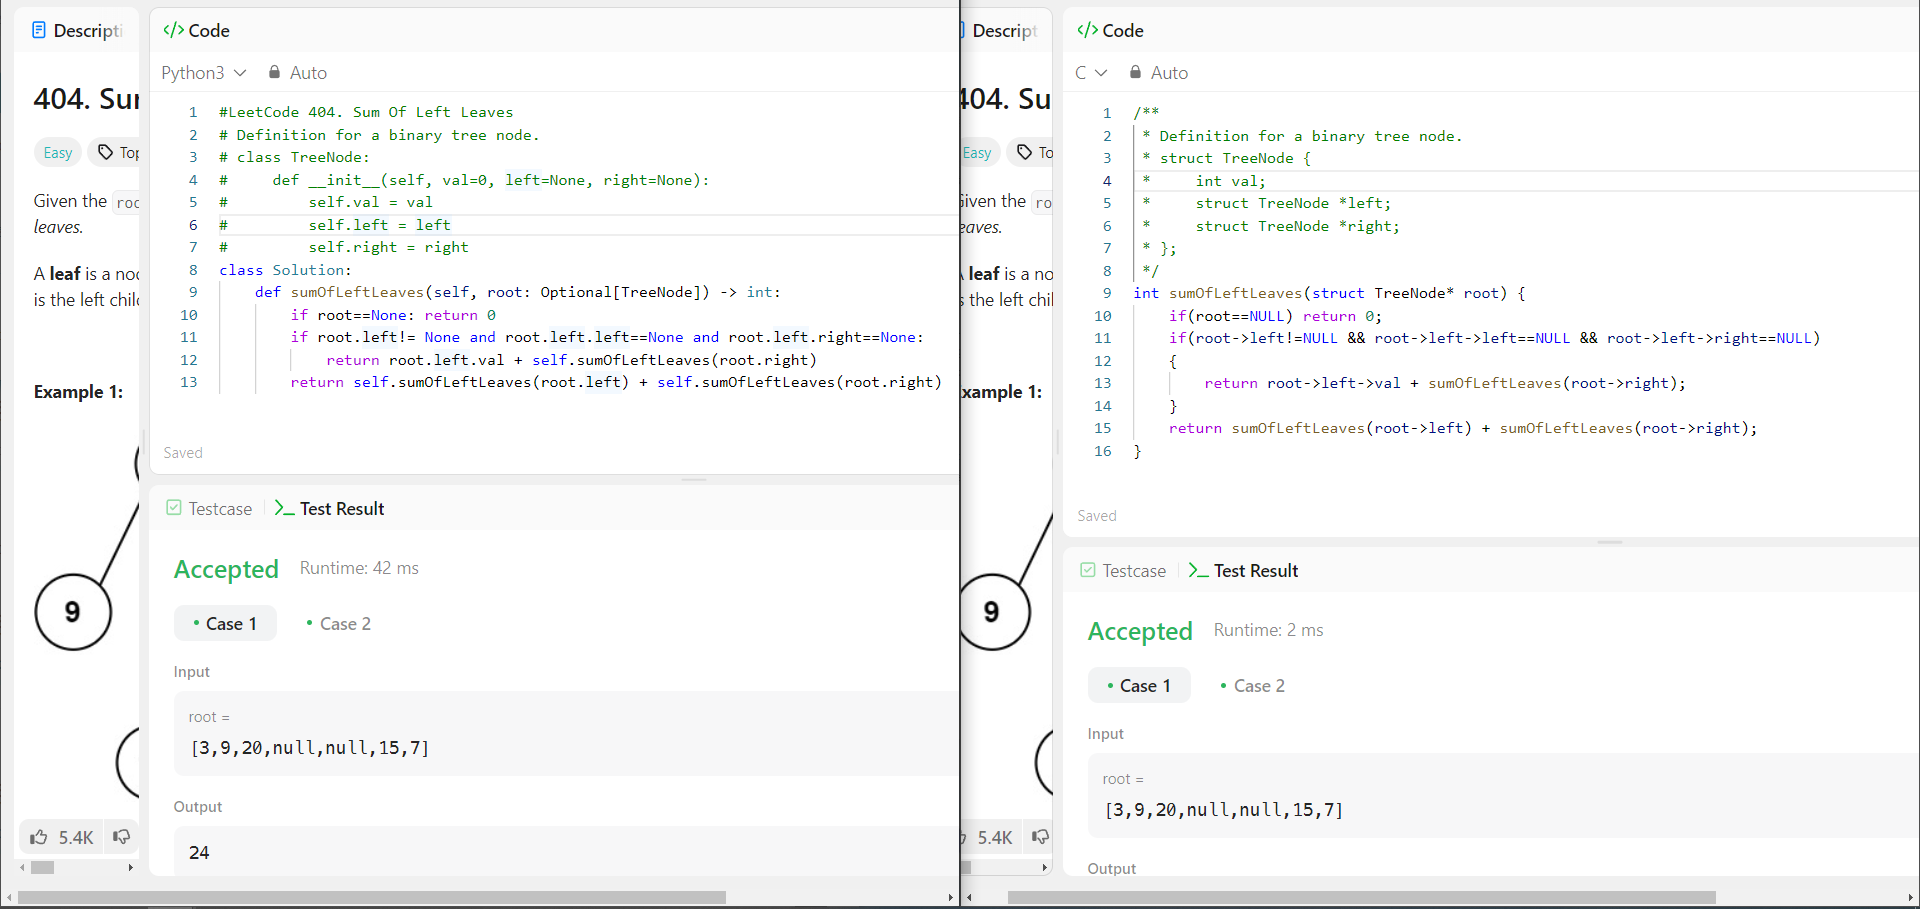 Descripti
404. Sur
Easy
Top
Given the roo
leaves.
A leaf is a noc
is the left chilc
Example 1:
9
5.4K
Code
Python3
Auto
1 #LeetCode 404. Sum Of Left Leaves
2 # Definition for a binary tree node.
3 # class TreeNode:
4 #     def __init__(self, val=0, left=None, right=None):
5 #         self.val = val
6 #         self.left = left
7 #         self.right = right
8 class Solution:
9     def sumOfLeftLeaves(self, root: Optional[TreeNode]) -> int:
10         if root==None: return 0
11         if root.left!= None and root.left.left==None and root.left.right==None:
12             return root.left.val + self.sumOfLeftLeaves(root.right)
13         return self.sumOfLeftLeaves(root.left) + self.sumOfLeftLeaves(root.right)
Saved
Testcase
Test Result
Accepted Runtime: 42 ms
Case 1
Case 2
Input
root =
[3,9,20,null,null,15,7]
Output
24
Descript
404. Su
Easy
To
Given the ro
eaves.
A leaf is a no
s the left chil
xample 1:
9
5.4K
Code
C
Auto
1 /**
2  * Definition for a binary tree node.
3  * struct TreeNode {
4  *     int val;
5  *     struct TreeNode *left;
6  *     struct TreeNode *right;
7  * };
8  */
9 int sumOfLeftLeaves(struct TreeNode* root) {
10     if(root==NULL) return 0;
11     if(root->left!=NULL && root->left->left==NULL && root->left->right==NULL)
12     {
13         return root->left->val + sumOfLeftLeaves(root->right);
14     }
15     return sumOfLeftLeaves(root->left) + sumOfLeftLeaves(root->right);
16 }
Saved
Testcase
Test Result
Accepted Runtime: 2 ms
Case 1
Case 2
Input
root =
[3,9,20,null,null,15,7]
Output